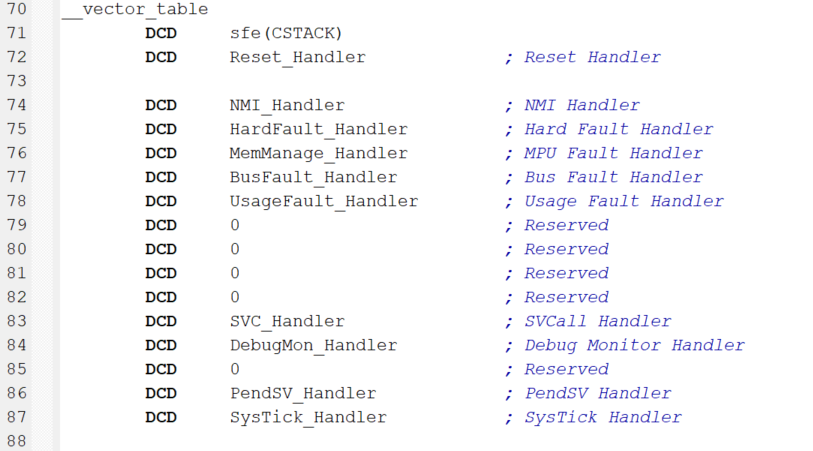 70 __vector_table
71 DCD sfe(CSTACK)
72 DCD Reset_Handler ; Reset Handler
73
74 DCD NMI_Handler ; NMI Handler
75 DCD HardFault_Handler ; Hard Fault Handler
76 DCD MemManage_Handler ; MPU Fault Handler
77 DCD BusFault_Handler ; Bus Fault Handler
78 DCD UsageFault_Handler ; Usage Fault Handler
79 DCD 0 ; Reserved
80 DCD 0 ; Reserved
81 DCD 0 ; Reserved
82 DCD 0 ; Reserved
83 DCD SVC_Handler ; SVCall Handler
84 DCD DebugMon_Handler ; Debug Monitor Handler
85 DCD 0 ; Reserved
86 DCD PendSV_Handler ; PendSV Handler
87 DCD SysTick_Handler ; SysTick Handler
88